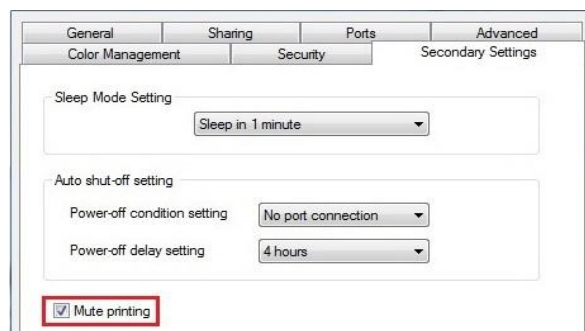 General Sharing Ports Advanced
Color Management Security Secondary Settings
Sleep Mode Setting
Sleep in 1 minute
Auto shut-off setting
Power-off condition setting No port connection
Power-off delay setting 4 hours
Mute printing